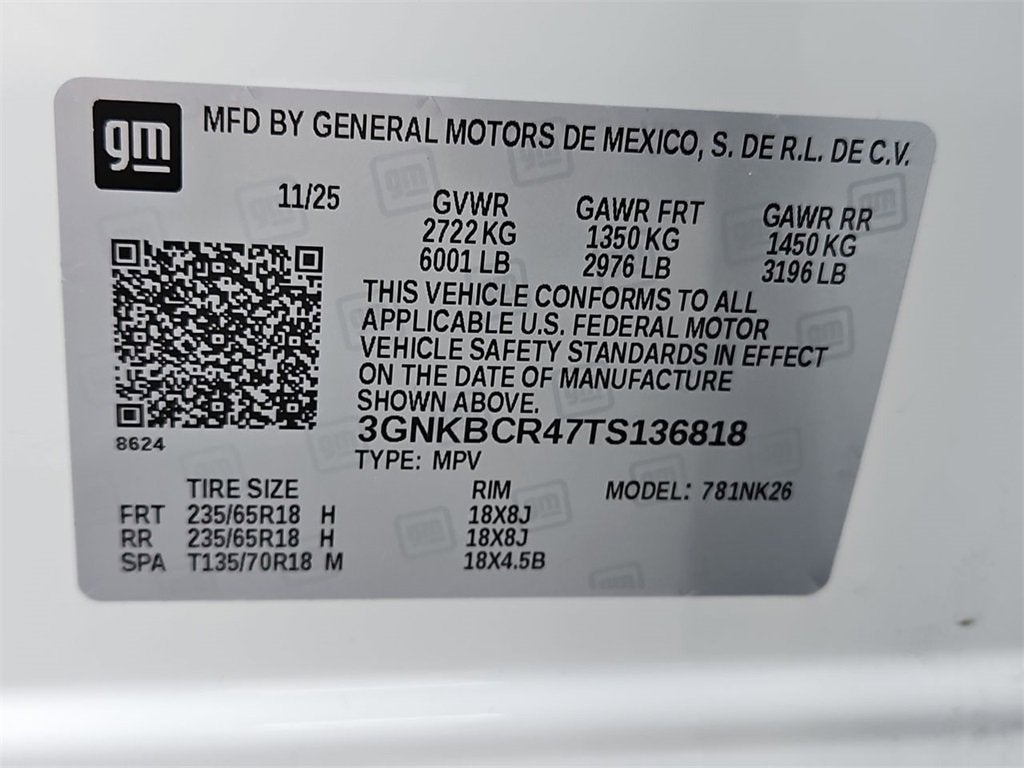 gm MFD BY GENERAL MOTORS DE MEXICO, S. DE R.L. DE C.V.
11/25 GVWR GAWR FRT GAWR RR
2722 KG 1350 KG 1450 KG
6001 LB 2976 LB 3196 LB
THIS VEHICLE CONFORMS TO ALL
APPLICABLE U.S. FEDERAL MOTOR
VEHICLE SAFETY STANDARDS IN EFFECT
ON THE DATE OF MANUFACTURE
SHOWN ABOVE.
8624
3GNKBCR47TS136818
TYPE: MPV
TIRE SIZE RIM MODEL: 781NK26
FRT 235/65R18 H 18X8J
RR 235/65R18 H 18X8J
SPA T135/70R18 M 18X4.5B